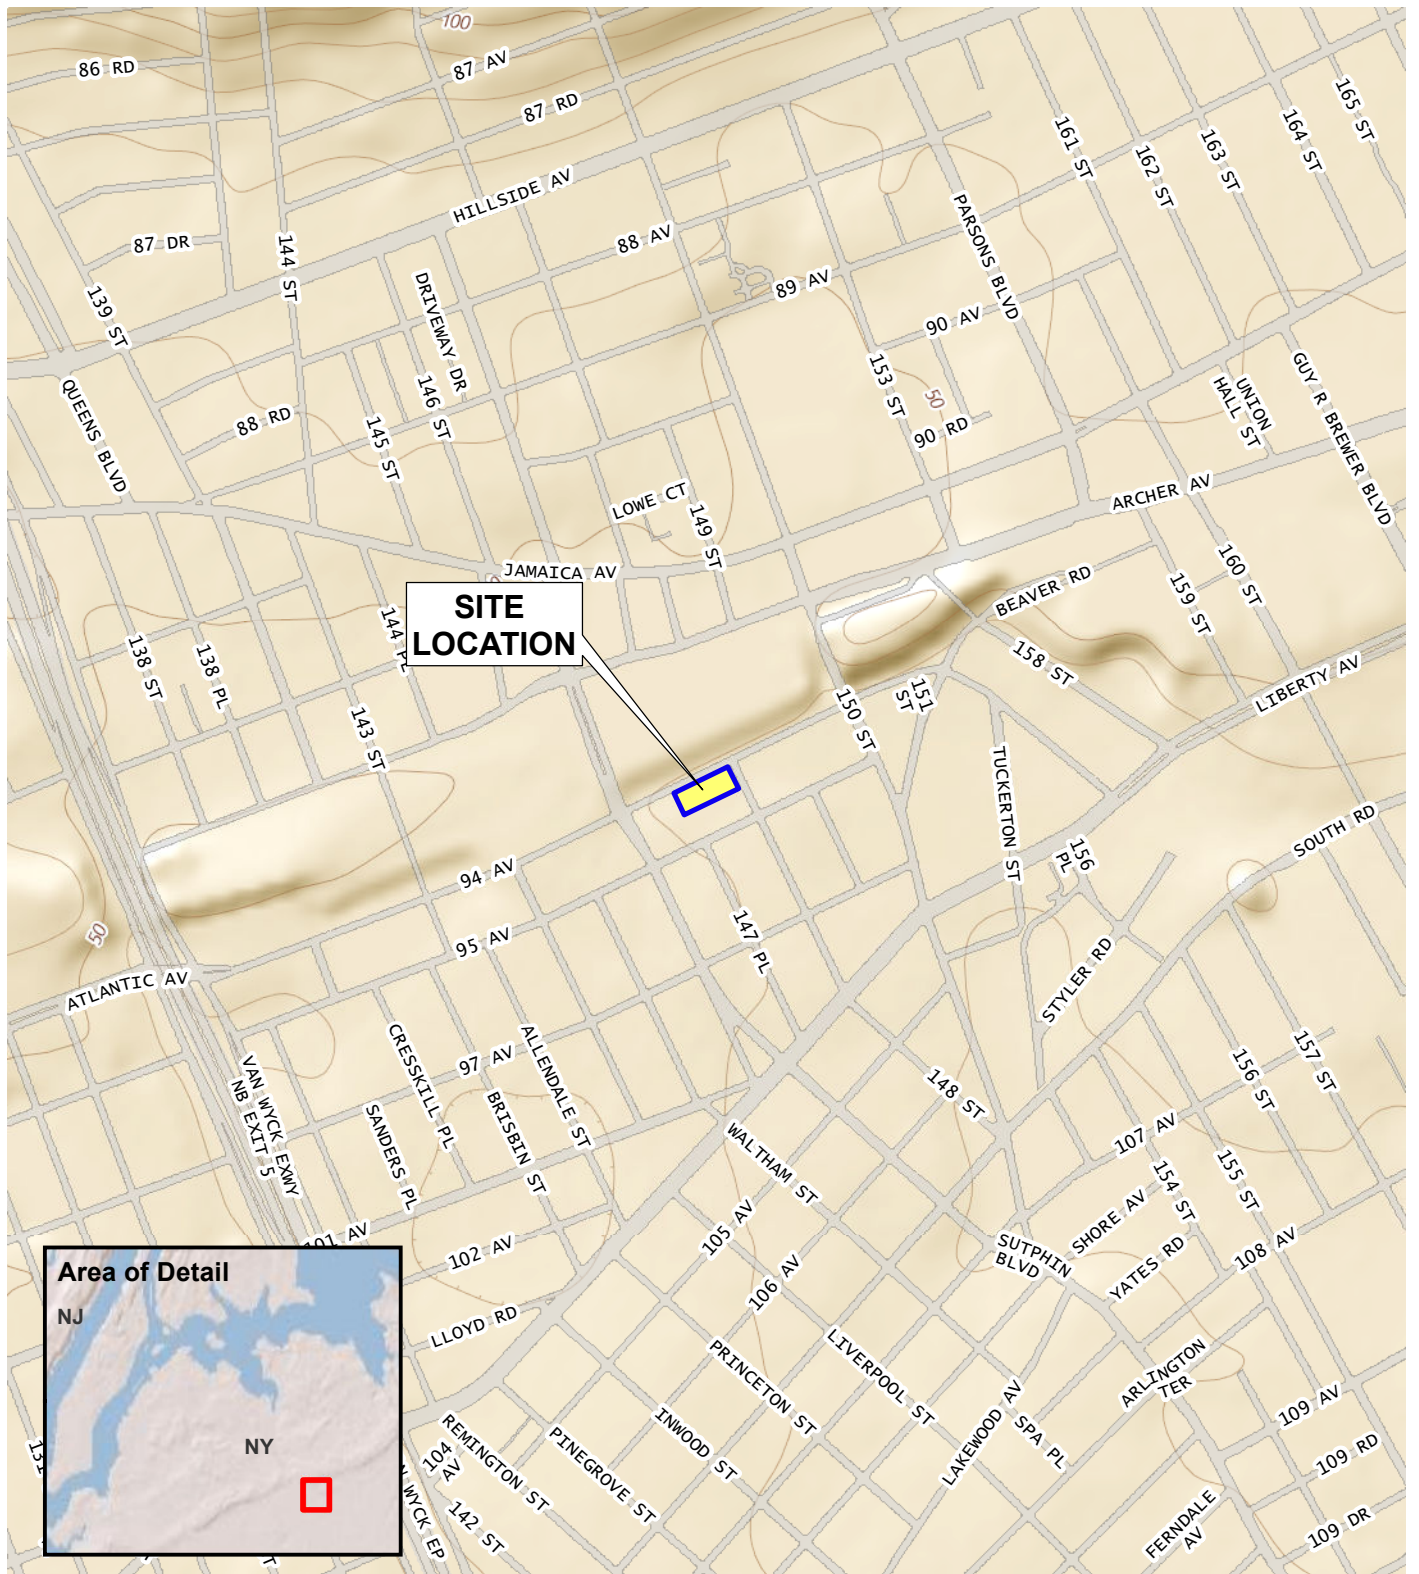 100
86 RD
87 AV
87 RD
165 ST
164 ST
161 ST
163 ST
162 ST
HILLSIDE AV
PARSONS BLVD
88 AV
87 DR
144 ST
139 ST
DRIVEWAY DR
89 AV
90 AV
153 ST
50
90 RD
QUEENS BLVD
88 RD
145 ST
146 ST
UNION
HALL ST
GUY R BREWER BLVD
LOWE CT
149 ST
ARCHER AV
JAMAICA AV
BEAVER RD
159 ST
160 ST
SITE
LOCATION
144 PL
138 ST
138 PL
158 ST
151
ST
150 ST
LIBERTY AV
143 ST
TUCKERTON ST
SOUTH RD
156
PL
94 AV
95 AV
147 PL
50
STYLER RD
ATLANTIC AV
CRESSKILL PL
ALLENDALE ST
97 AV
VAN WYCK EXWY
NB EXIT 5
BRISBIN ST
SANDERS PL
148 ST
157 ST
156 ST
107 AV
WALTHAM ST
154 ST
155 ST
105 AV
SHORE AV
101 AV
102 AV
SUTPHIN
BLVD
YATES RD
108 AV
106 AV
LLOYD RD
Area of Detail
NJ
NY
PRINCETON ST
LIVERPOOL ST
ARLINGTON
TER
LAKEWOOD AV
SPA PL
109 AV
109 RD
109 DR
FERNDALE
AV
REMINGTON ST
PINEGROVE ST
INWOOD ST
104
AV
142 ST
WYCK EP